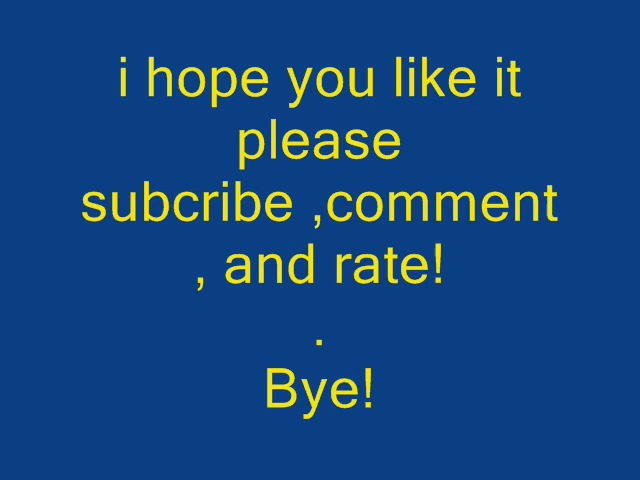 i hope you like it
please
subcribe ,comment
, and rate!
.
Bye!